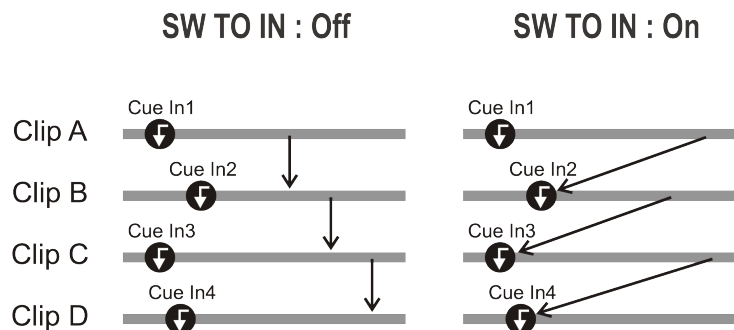 SW TO IN : Off
SW TO IN : On
Cue In1
Cue In1
Clip A
Cue In2
Cue In2
Clip B
Cue In3
Cue In3
Clip C
Cue In4
Cue In4
Clip D